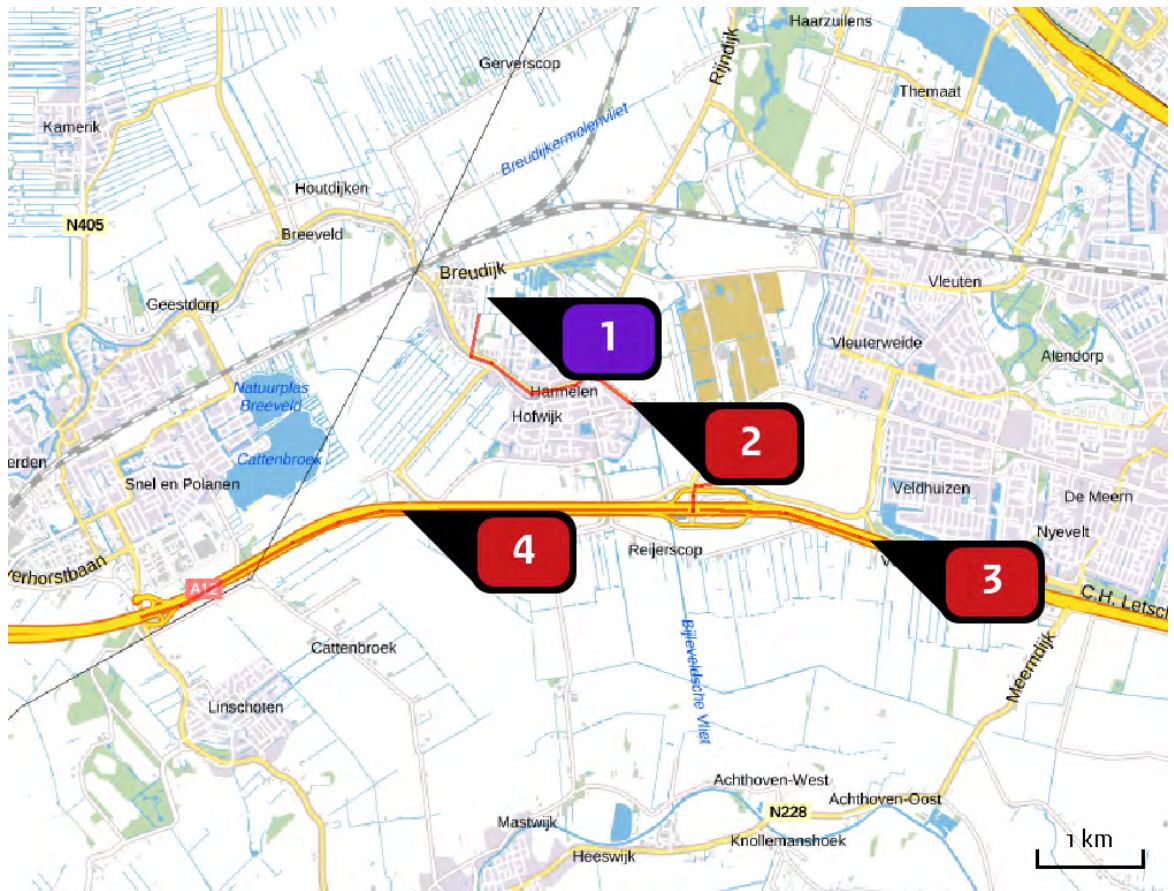 Haarzuilens
Rijndijk
Gerverscop
Themaat
Kamerik
Breudijkermolenvliet
Houtdijken
N405
Breeveld
Breudijk
Vleuten
Geestdorp
1
Vleuterweide
Alendorp
Natuurplas
Breeveld
Harmelen
Hofwijk
2
Cattenbroek
erden
Snel en Polanen
Veldhuizen
De Meern
Nyevelt
Reijerscop
4
3
verhorstbaan
A12
C.H. Letsch
Cattenbroek
Bijleveldsche Vliet
Meerndijk
Linschoten
Achthoven-West
Achthoven-Oost
N228
Mastwijk
Knollemanshoek
Heeswijk
1 km